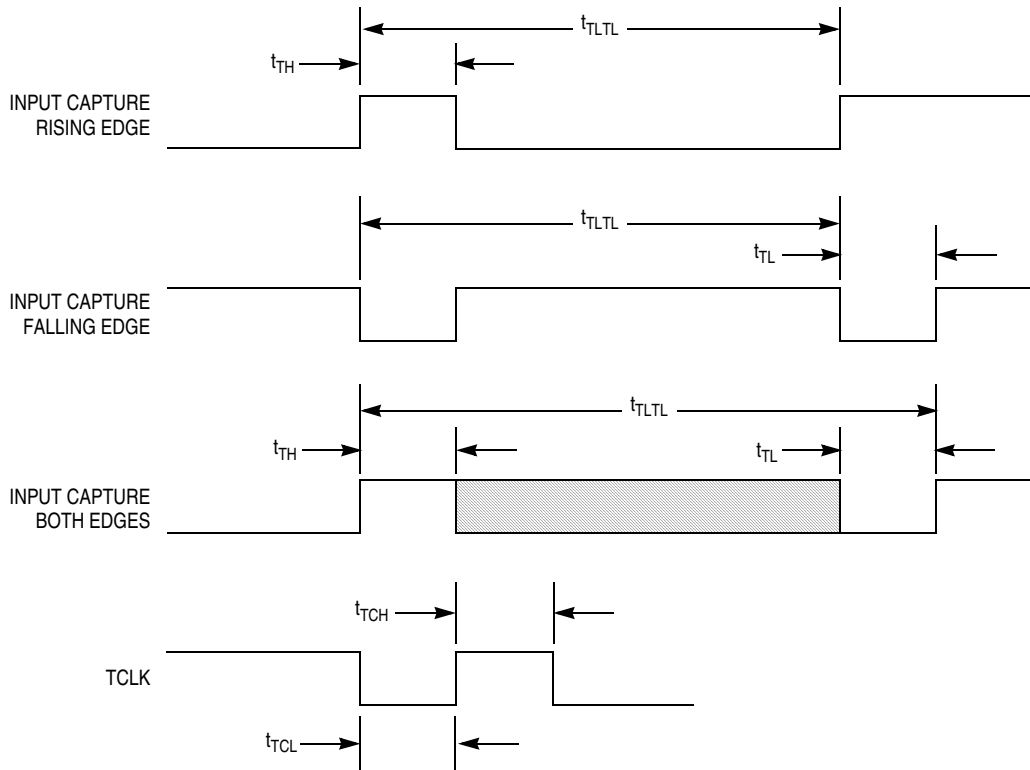 tTLTL
tTH
INPUT CAPTURE
RISING EDGE
tTLTL
tTL
INPUT CAPTURE
FALLING EDGE
tTLTL
tTH
tTL
INPUT CAPTURE
BOTH EDGES
tTCH
TCLK
tTCL